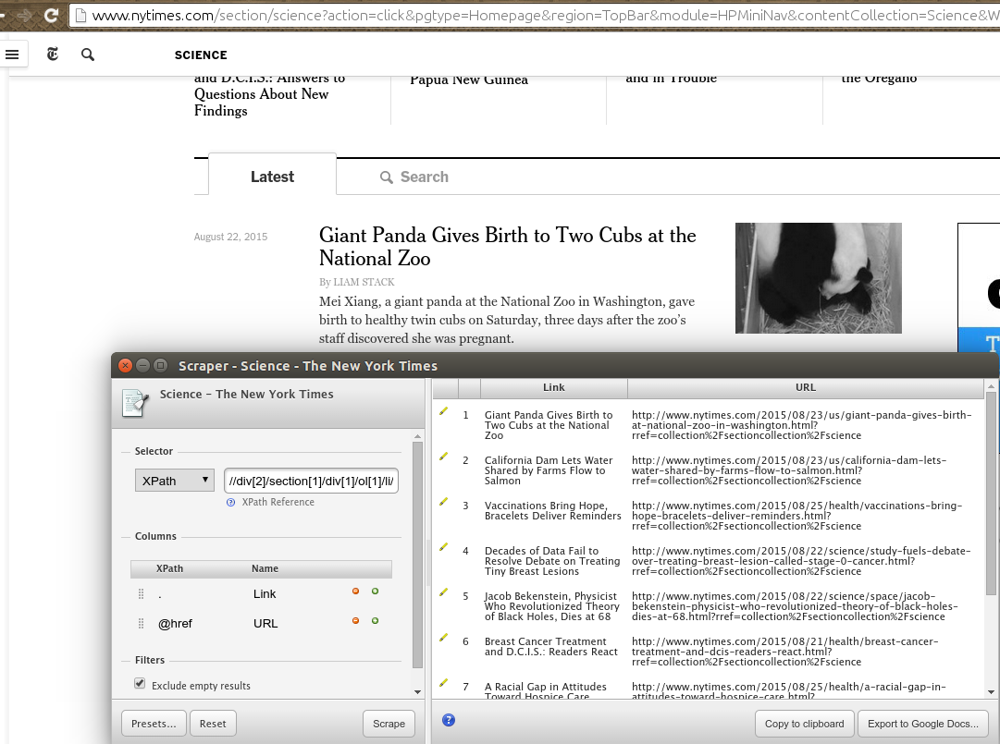 www.nytimes.com/section/science?action=click&pgtype=Homepage&region=TopBar&module=HPMiniNav&contentCollection=Science&W
SCIENCE
and D.C.I.S.: Answers to
Questions About New
Findings
Papua New Guinea
and in Trouble
the Oregano
Latest
Search
August 22, 2015
Giant Panda Gives Birth to Two Cubs at the
National Zoo
By LIAM STACK
Mei Xiang, a giant panda at the National Zoo in Washington, gave
birth to healthy twin cubs on Saturday, three days after the zoo’s
staff discovered she was pregnant.
Scraper - Science - The New York Times
Science – The New York Times
Selector
XPath
//div[2]/section[1]/div[1]/ol[1]/li/
? XPath Reference
Columns
XPath Name
. Link
@href URL
Filters
Exclude empty results
Presets... Reset Scrape
Link URL
1
Giant Panda Gives Birth to
Two Cubs at the National
Zoo
http://www.nytimes.com/2015/08/23/us/giant-panda-gives-birth-
at-national-zoo-in-washington.html?
rref=collection%2Fsectioncollection%2Fscience
2
California Dam Lets Water
Shared by Farms Flow to
Salmon
http://www.nytimes.com/2015/08/23/us/california-dam-lets-
water-shared-by-farms-flow-to-salmon.html?
rref=collection%2Fsectioncollection%2Fscience
3
Vaccinations Bring Hope,
Bracelets Deliver Reminders
http://www.nytimes.com/2015/08/25/health/vaccinations-bring-
hope-bracelets-deliver-reminders.html?
rref=collection%2Fsectioncollection%2Fscience
4
Decades of Data Fail to
Resolve Debate on Treating
Tiny Breast Lesions
http://www.nytimes.com/2015/08/22/science/study-fuels-debate-
over-treating-breast-lesion-called-stage-0-cancer.html?
rref=collection%2Fsectioncollection%2Fscience
5
Jacob Bekenstein, Physicist
Who Revolutionized Theory
of Black Holes, Dies at 68
http://www.nytimes.com/2015/08/22/science/space/jacob-
bekenstein-physicist-who-revolutionized-theory-of-black-holes-
dies-at-68.html?rref=collection%2Fsectioncollection%2Fscience
6
Breast Cancer Treatment
and D.C.I.S.: Readers React
http://www.nytimes.com/2015/08/21/health/breast-cancer-
treatment-and-dcis-readers-react.html?
rref=collection%2Fsectioncollection%2Fscience
7
A Racial Gap in Attitudes
Toward Hospice Care
http://www.nytimes.com/2015/08/25/health/a-racial-gap-in-
attitudes-toward-hospice-care.html?
?
Copy to clipboard Export to Google Docs...